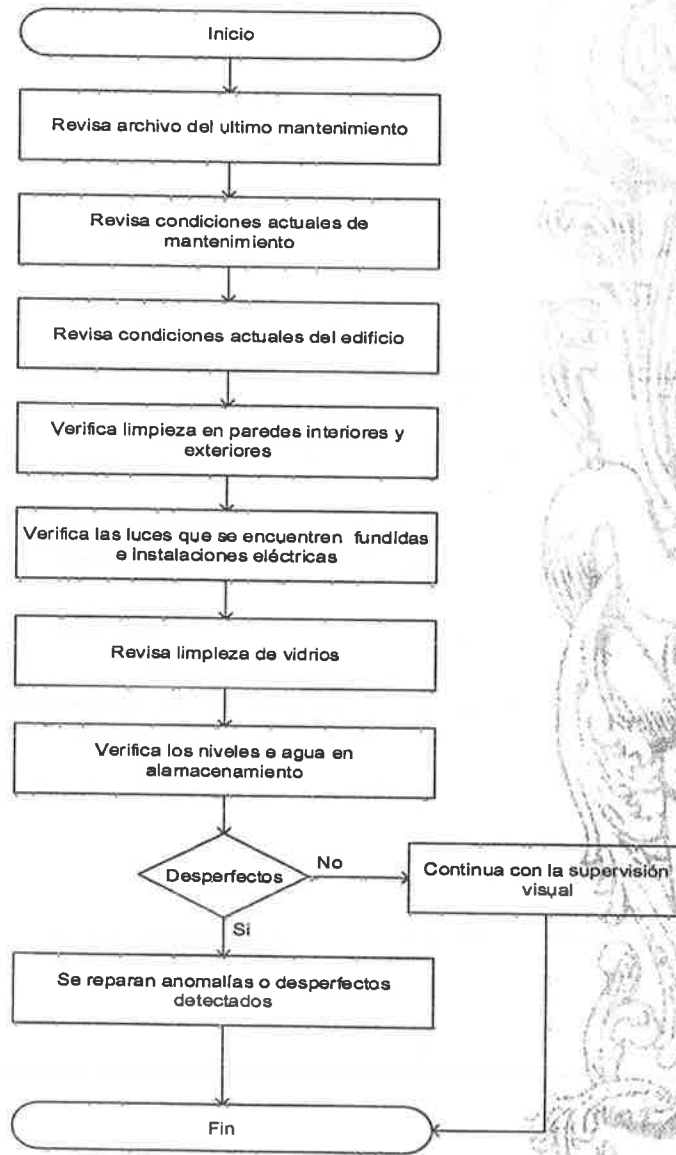 Inicio
Revisa archivo del ultimo mantenimiento
Revisa condiciones actuales de
mantenimiento
Revisa condiciones actuales del edificio
Verifica limpieza en paredes interiores y
exteriores
Verifica las luces que se encuentren fundidas
e instalaciones eléctricas
Revisa limpieza de vidrios
Verifica los niveles e agua en
alamacenamiento
Desperfectos
No
Continua con la supervisión
visual
Si
Se reparan anomalías o desperfectos
detectados
Fin